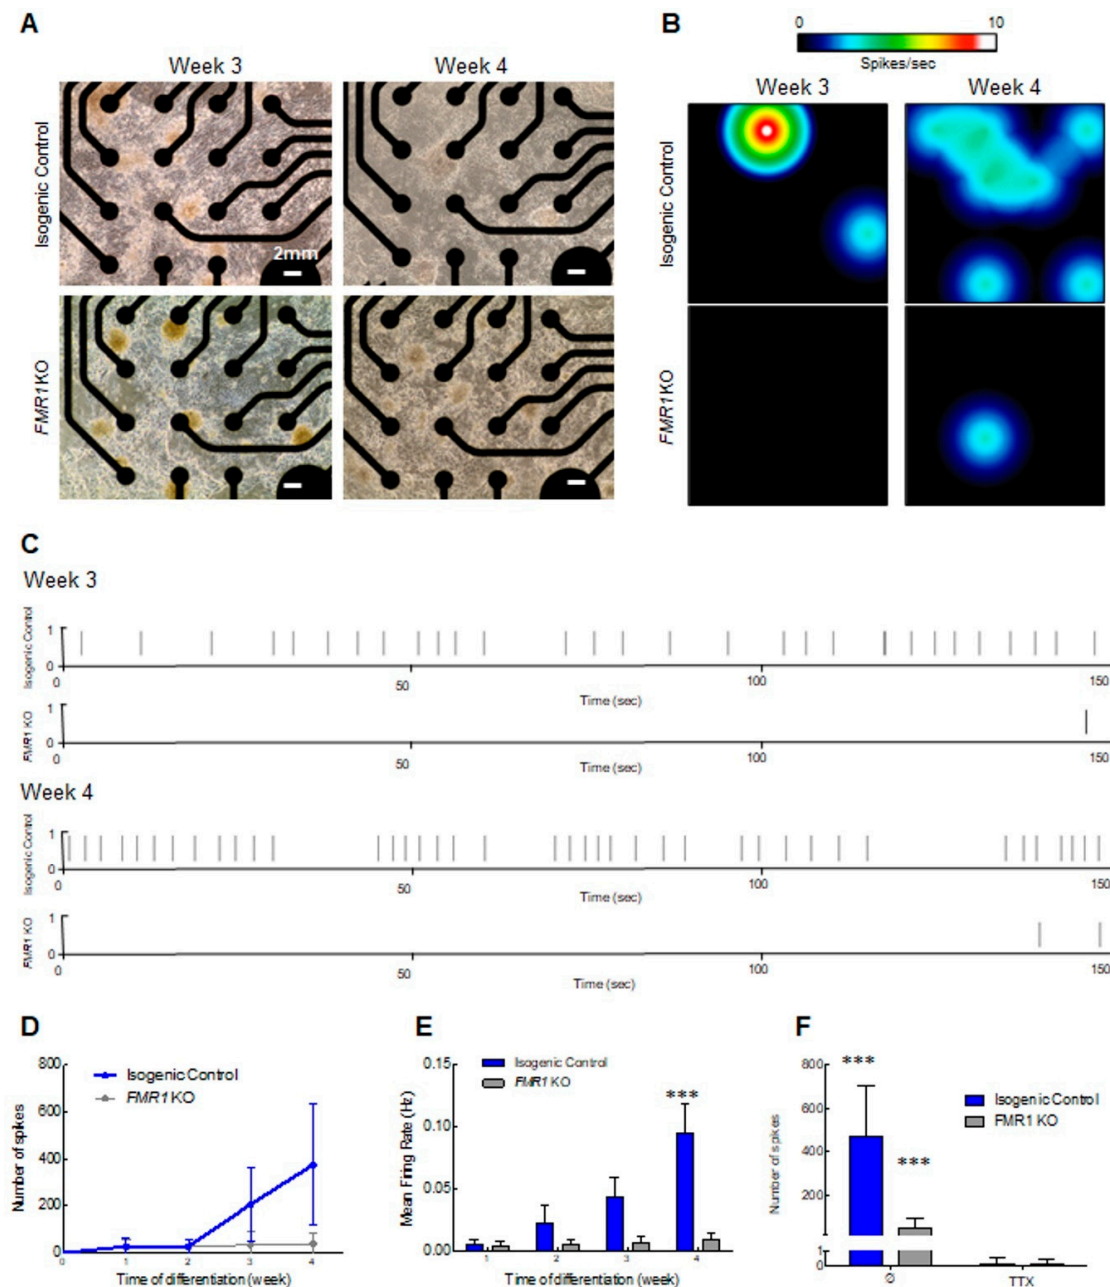 A
Week 3 Week 4
Isogenic Control
2mm
FMR1KO
B
0 10
Spikes/sec
Week 3 Week 4
Isogenic Control
FMR1KO
C
Week 3
Isogenic Control
1
0
0 50 100 150
Time (sec)
FMR1 KO
1
0
0 50 100 150
Time (sec)
Week 4
Isogenic Control
1
0
0 50 100 150
Time (sec)
FMR1 KO
1
0
0 50 100 150
Time (sec)
D
Number of spikes
800
600
400
200
0
Isogenic Control
FMR1 KO
0 1 2 3 4
Time of differentiation (week)
E
Mean Firing Rate (Hz)
0.15
0.10
0.05
0.00
Isogenic Control
FMR1 KO
***
1 2 3 4
Time of differentiation (week)
F
Number of spikes
800
600
400
200
1
0
***
***
Isogenic Control
FMR1 KO
TTX